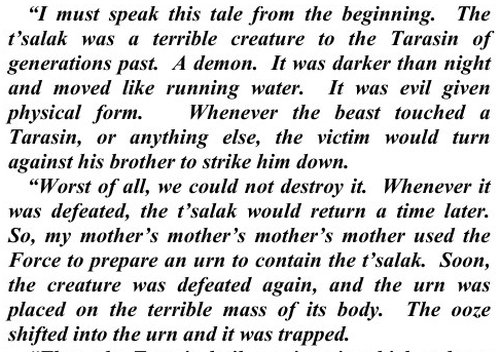 “I must speak this tale from the beginning. The
t’salak was a terrible creature to the Tarasin of
generations past. A demon. It was darker than night
and moved like running water. It was evil given
physical form. Whenever the beast touched a
Tarasin, or anything else, the victim would turn
against his brother to strike him down.
“Worst of all, we could not destroy it. Whenever it
was defeated, the t’salak would return a time later.
So, my mother’s mother’s mother’s mother used the
Force to prepare an urn to contain the t’salak. Soon,
the creature was defeated again, and the urn was
placed on the terrible mass of its body. The ooze
shifted into the urn and it was trapped.